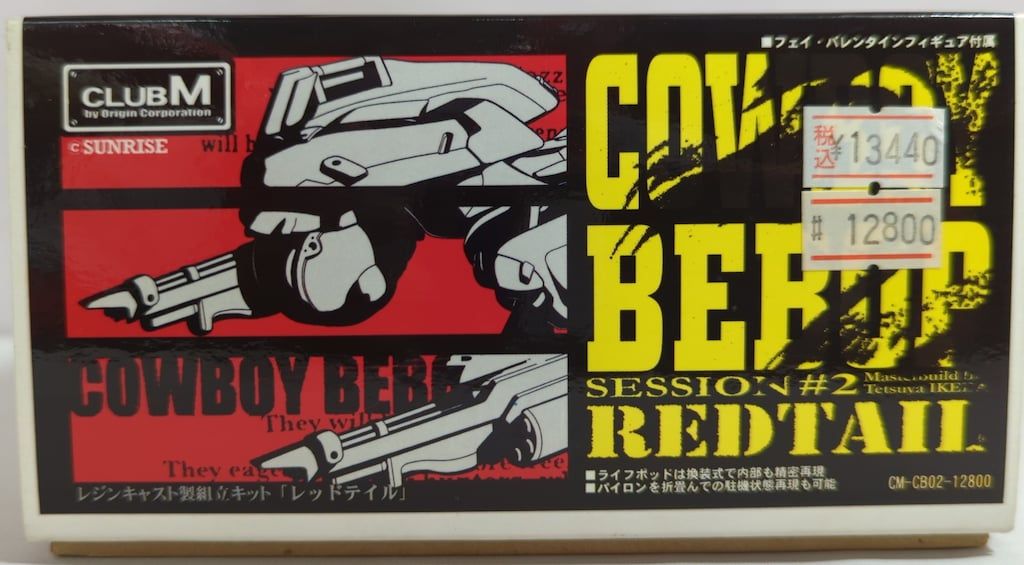 ■フェイ・バレンタインフィギュア付属
CLUB M
by Origin Corporation
© SUNRISE
will b
COWBOY
BEBOP
税込 ¥13440
# 12800
SESSION #2
Masterbuild by
Tetsuya IKEDA
REDTAIL
COWBOY BEB
They will
They eage
レジンキャスト製組立キット「レッドテイル」
■ライフポッドは換装式で内部も精密再現
■パイロンを折畳んでの駐機状態再現も可能
CM-CB02-12800